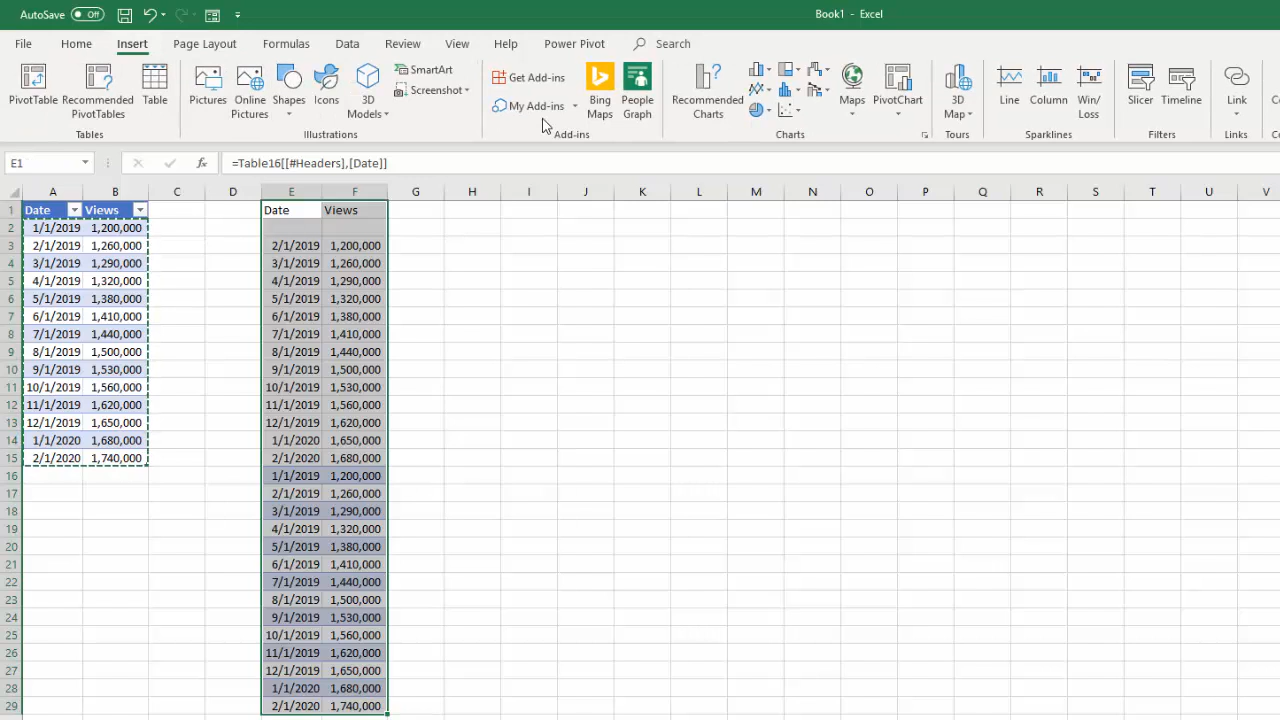 AutoSave Off Book1 - Excel
File Home Insert Page Layout Formulas Data Review View Help Power Pivot Search
PivotTable Recommended PivotTables Table Pictures Online Pictures Shapes Icons 3D Models SmartArt Screenshot Get Add-ins My Add-ins Bing Maps People Graph Recommended Charts Maps PivotChart 3D Map Line Column Win/Loss Slicer Timeline Link
Tables Illustrations Add-ins Charts Tours Sparklines Filters Links
E1 fx =Table16[[#Headers],[Date]]
A B C D E F G H I J K L M N O P Q R S T U V
1 Date Views Date Views
2 1/1/2019 1,200,000
3 2/1/2019 1,260,000 2/1/2019 1,200,000
4 3/1/2019 1,290,000 3/1/2019 1,260,000
5 4/1/2019 1,320,000 4/1/2019 1,290,000
6 5/1/2019 1,380,000 5/1/2019 1,320,000
7 6/1/2019 1,410,000 6/1/2019 1,380,000
8 7/1/2019 1,440,000 7/1/2019 1,410,000
9 8/1/2019 1,500,000 8/1/2019 1,440,000
10 9/1/2019 1,530,000 9/1/2019 1,500,000
11 10/1/2019 1,560,000 10/1/2019 1,530,000
12 11/1/2019 1,620,000 11/1/2019 1,560,000
13 12/1/2019 1,650,000 12/1/2019 1,620,000
14 1/1/2020 1,680,000 1/1/2020 1,650,000
15 2/1/2020 1,740,000 2/1/2020 1,680,000
16 1/1/2019 1,200,000
17 2/1/2019 1,260,000
18 3/1/2019 1,290,000
19 4/1/2019 1,320,000
20 5/1/2019 1,380,000
21 6/1/2019 1,410,000
22 7/1/2019 1,440,000
23 8/1/2019 1,500,000
24 9/1/2019 1,530,000
25 10/1/2019 1,560,000
26 11/1/2019 1,620,000
27 12/1/2019 1,650,000
28 1/1/2020 1,680,000
29 2/1/2020 1,740,000